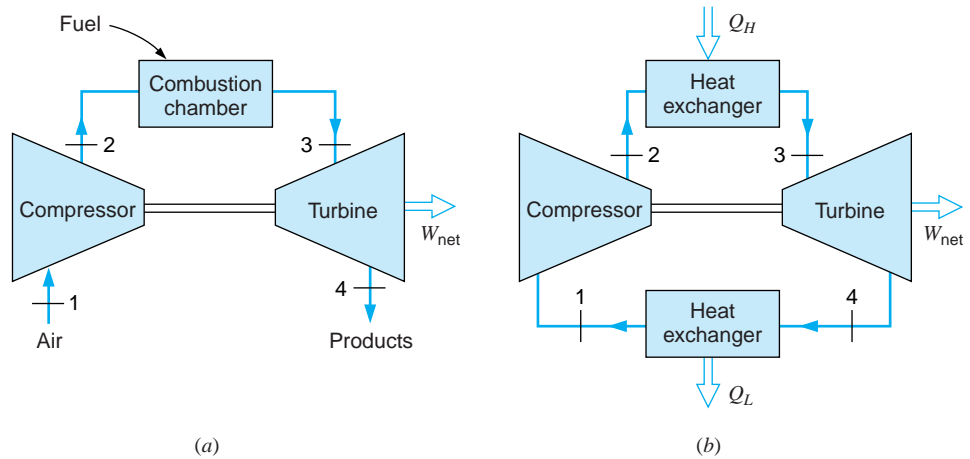 Fuel
Combustion
chamber
2
3
Compressor
Turbine
W_net
1
4
Air
Products
(a)
Q_H
Heat
exchanger
2
3
Compressor
Turbine
W_net
1
4
Heat
exchanger
Q_L
(b)